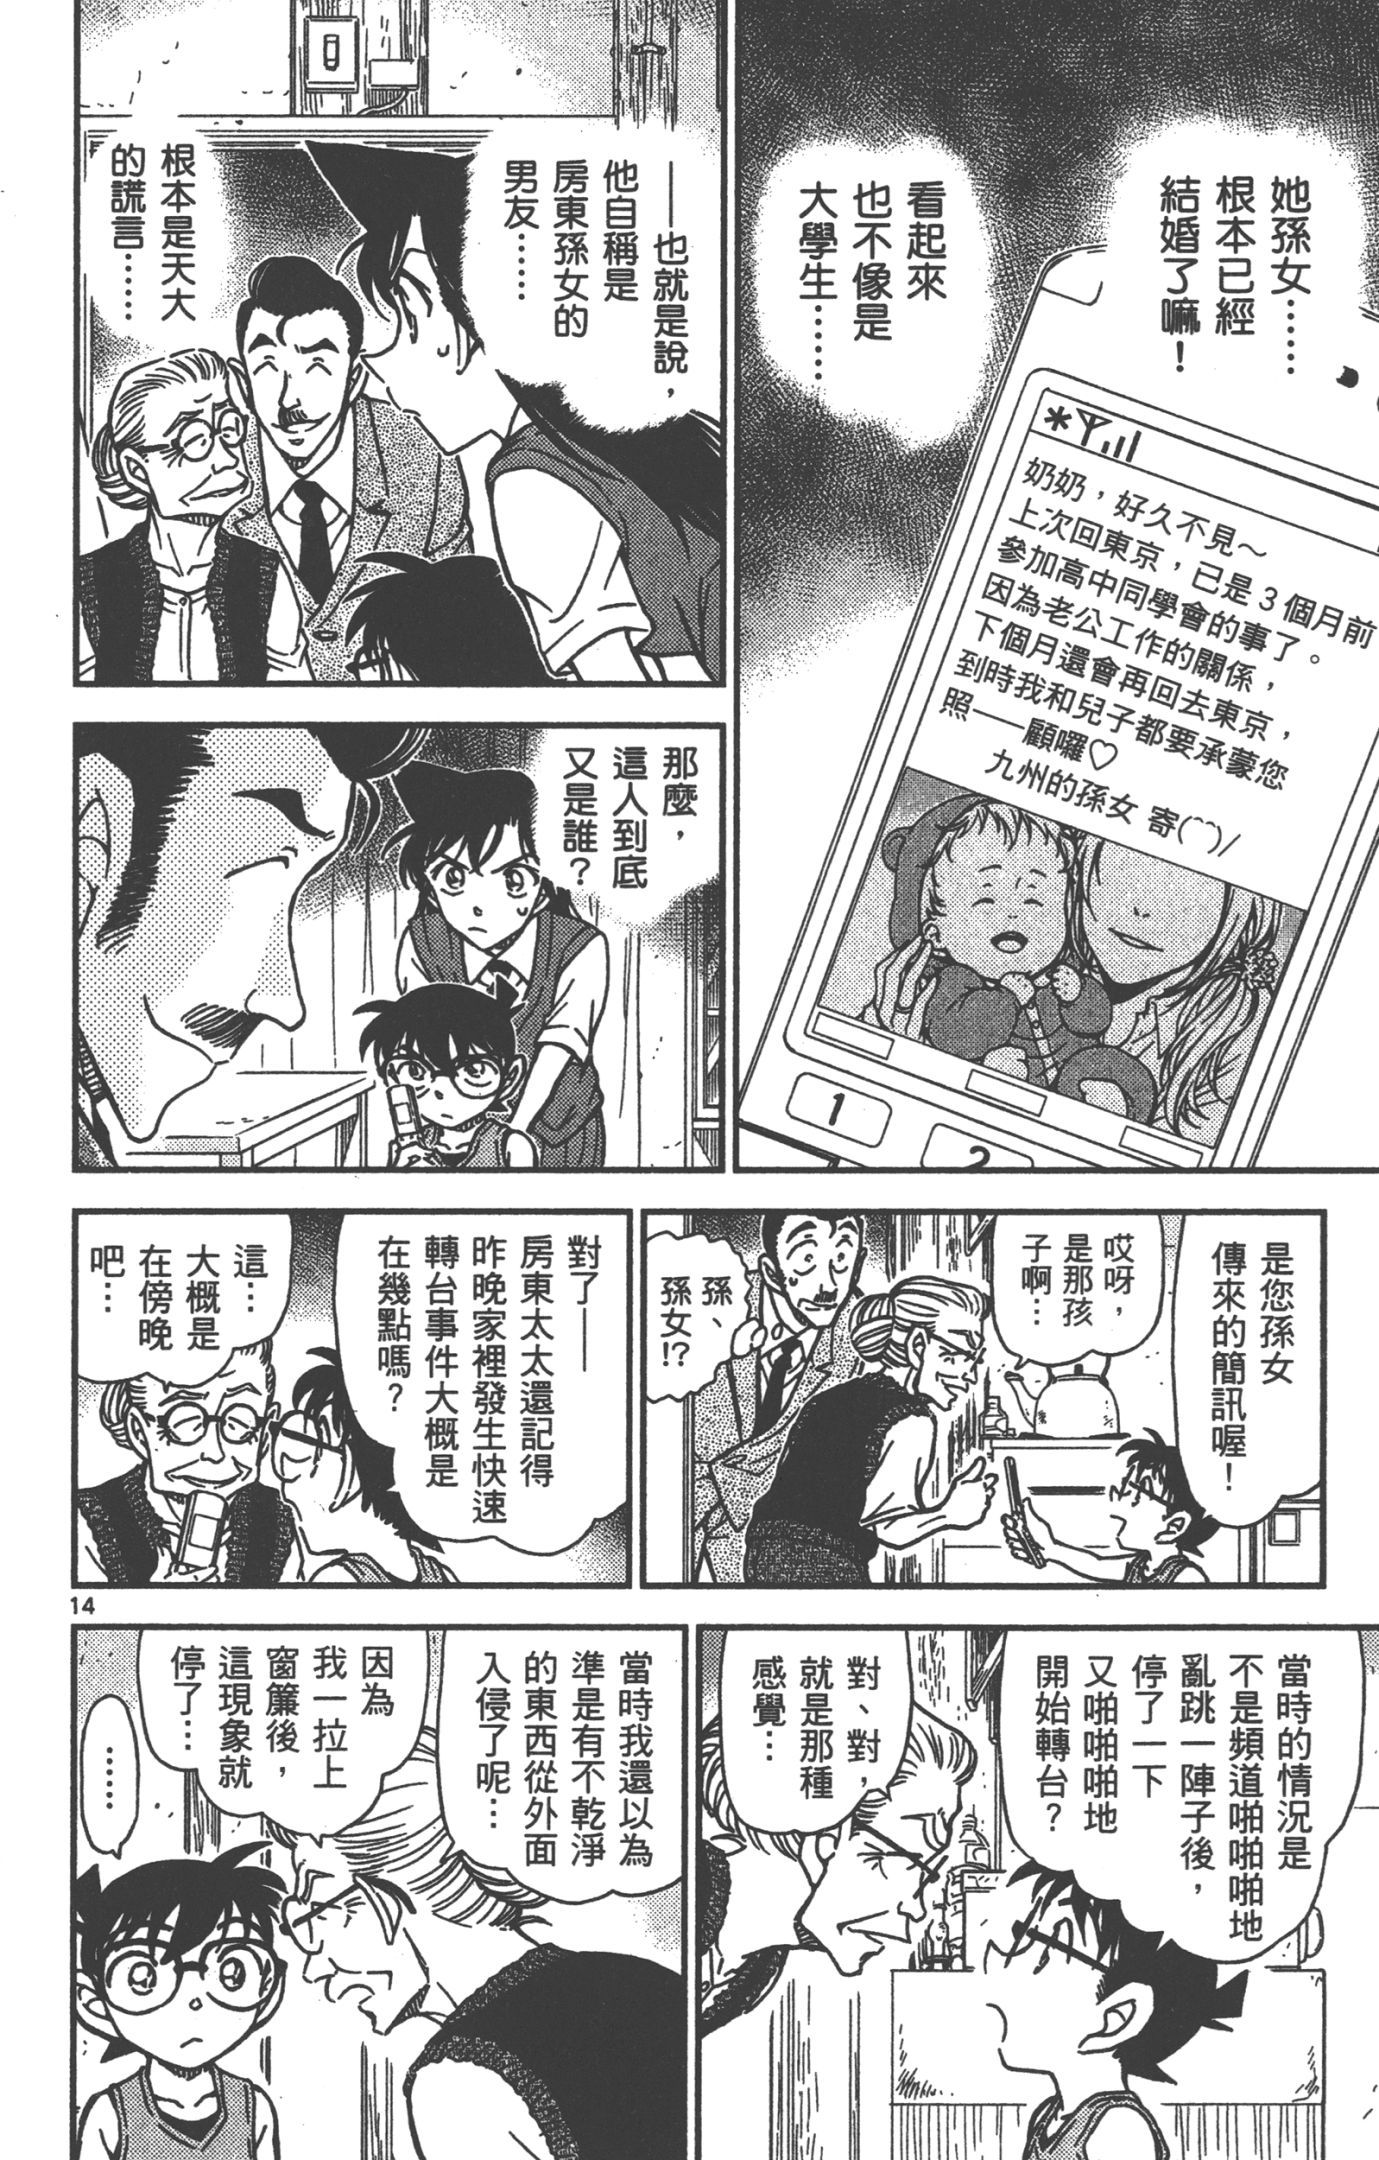 她孫女……
根本已經
結婚了嘛！
看起來
也不像是
大學生……
奶奶，好久不見～
上次回東京，已是3個月前
參加高中同學會的事了。
因為老公工作的關係，
下個月還會再回去東京，
到時我和兒子都要承蒙您
照——顧囉♡
九州的孫女 寄(^^)/
1
2
——也就是說，
他自稱是
房東孫女的
男友……
根本是天大
的謊言……
那麼，
這人到底
又是誰？
是您孫女
傳來的簡訊喔！
哎呀，
是那孩
子啊…
孫、
孫女!?
對了——
房東太太還記得
昨晚家裡發生快速
轉台事件大概是
在幾點嗎？
這…
大概是
在傍晚
吧…
14
當時的情況是
不是頻道啪啪啪地
亂跳一陣子後，
停了一下
又啪啪啪地
開始轉台？
對、對，
就是那種
感覺…
當時我還以為
準是有不乾淨
的東西從外面
入侵了呢…
因為
我一拉上
窗簾後，
這現象就
停了…
……